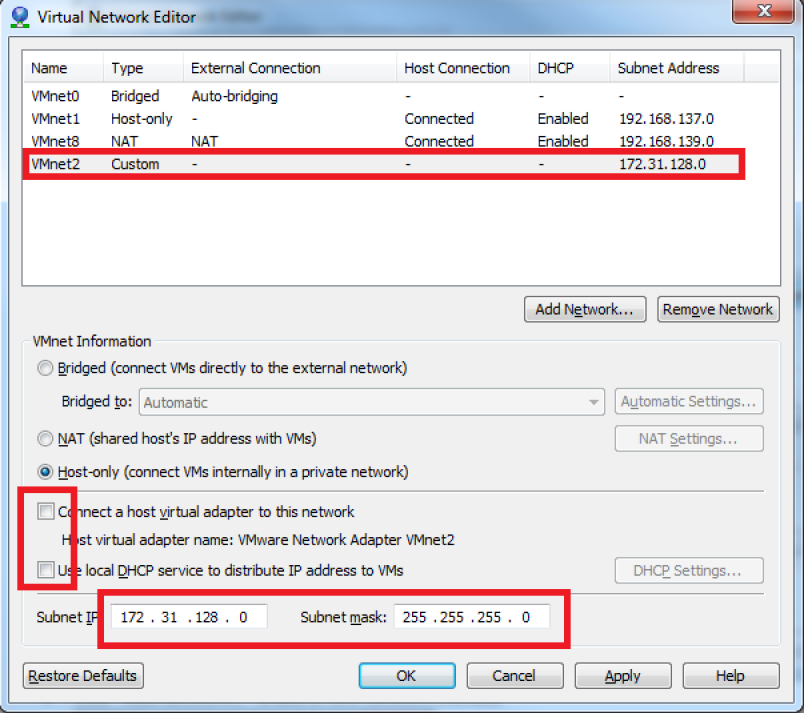 Virtual Network Editor
Name Type External Connection Host Connection DHCP Subnet Address
VMnet0 Bridged Auto-bridging - - -
VMnet1 Host-only - Connected Enabled 192.168.137.0
VMnet8 NAT NAT Connected Enabled 192.168.139.0
VMnet2 Custom - - - 172.31.128.0
Add Network... Remove Network
VMnet Information
Bridged (connect VMs directly to the external network)
Bridged to: Automatic Automatic Settings...
NAT (shared host's IP address with VMs) NAT Settings...
Host-only (connect VMs internally in a private network)
Connect a host virtual adapter to this network
Host virtual adapter name: VMware Network Adapter VMnet2
Use local DHCP service to distribute IP address to VMs DHCP Settings...
Subnet IP 172 . 31 .128 . 0 Subnet mask: 255 .255 .255 . 0
Restore Defaults OK Cancel Apply Help